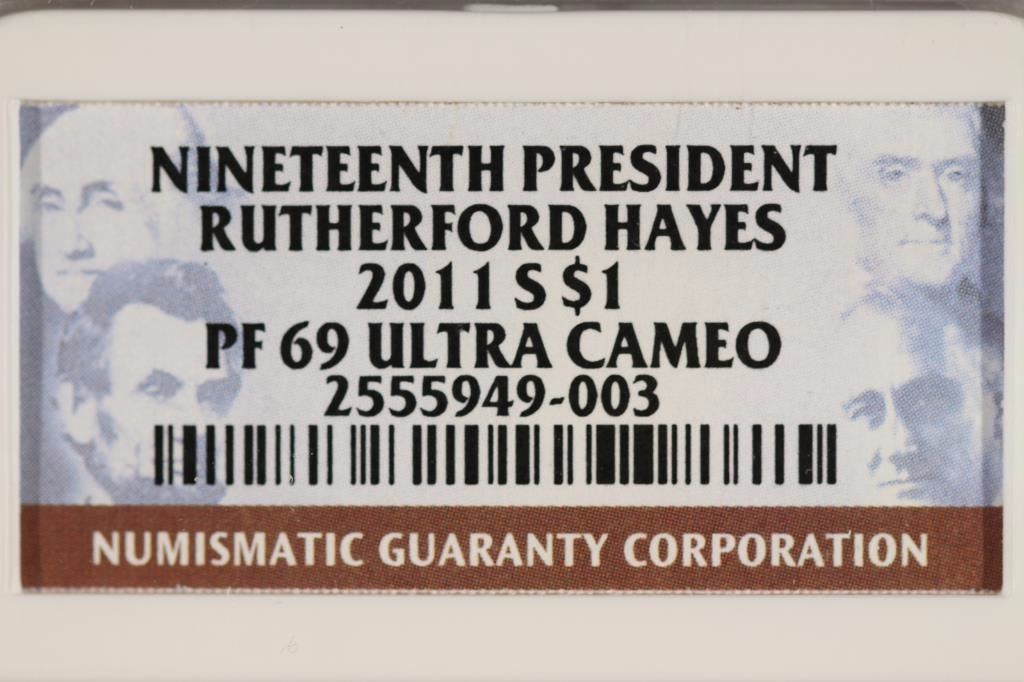 NINETEENTH PRESIDENT
RUTHERFORD HAYES
2011 S $1
PF 69 ULTRA CAMEO
2555949-003
NUMISMATIC GUARANTY CORPORATION